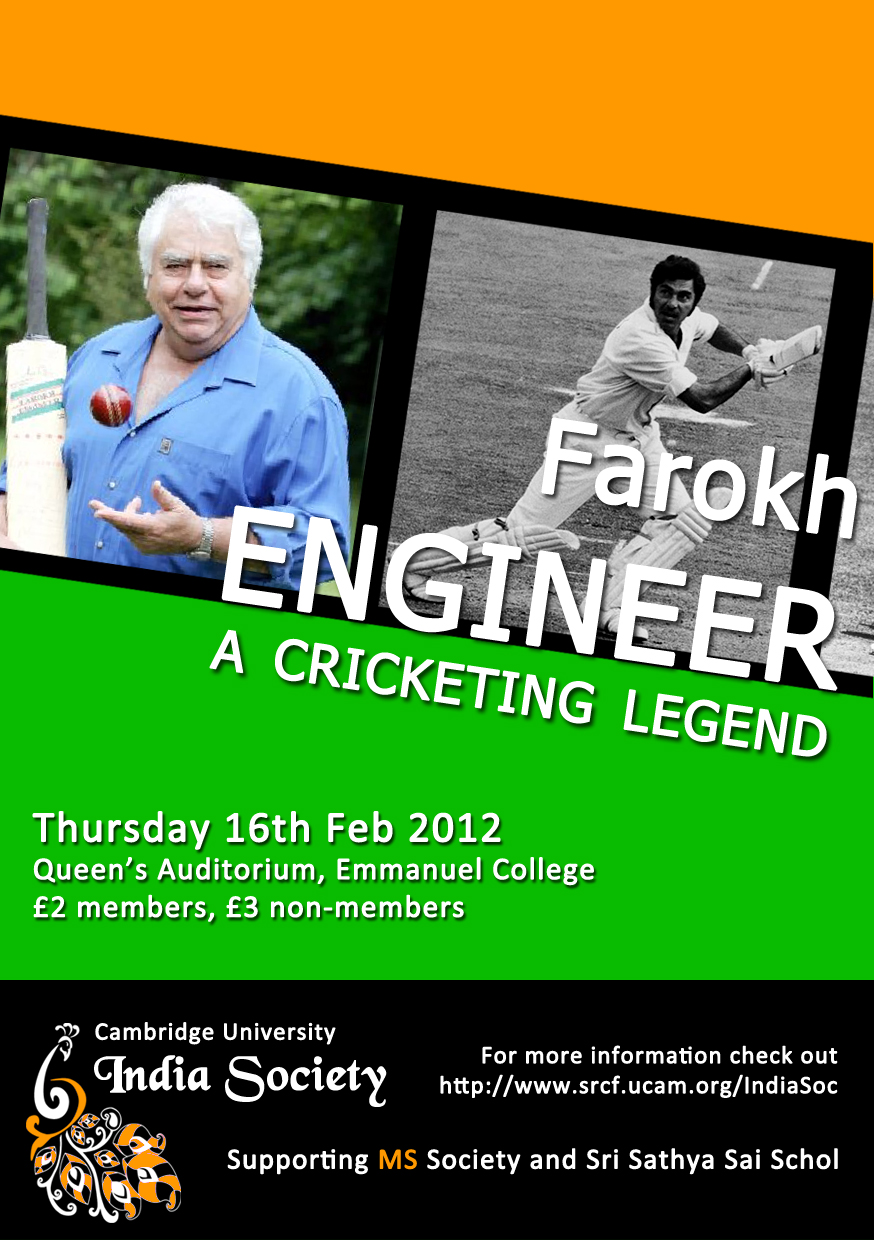 Farokh
ENGINEER
A CRICKETING LEGEND
Thursday 16th Feb 2012
Queen's Auditorium, Emmanuel College
£2 members, £3 non-members
Cambridge University
India Society
For more information check out
http://www.srcf.ucam.org/IndiaSoc
Supporting MS Society and Sri Sathya Sai Schol